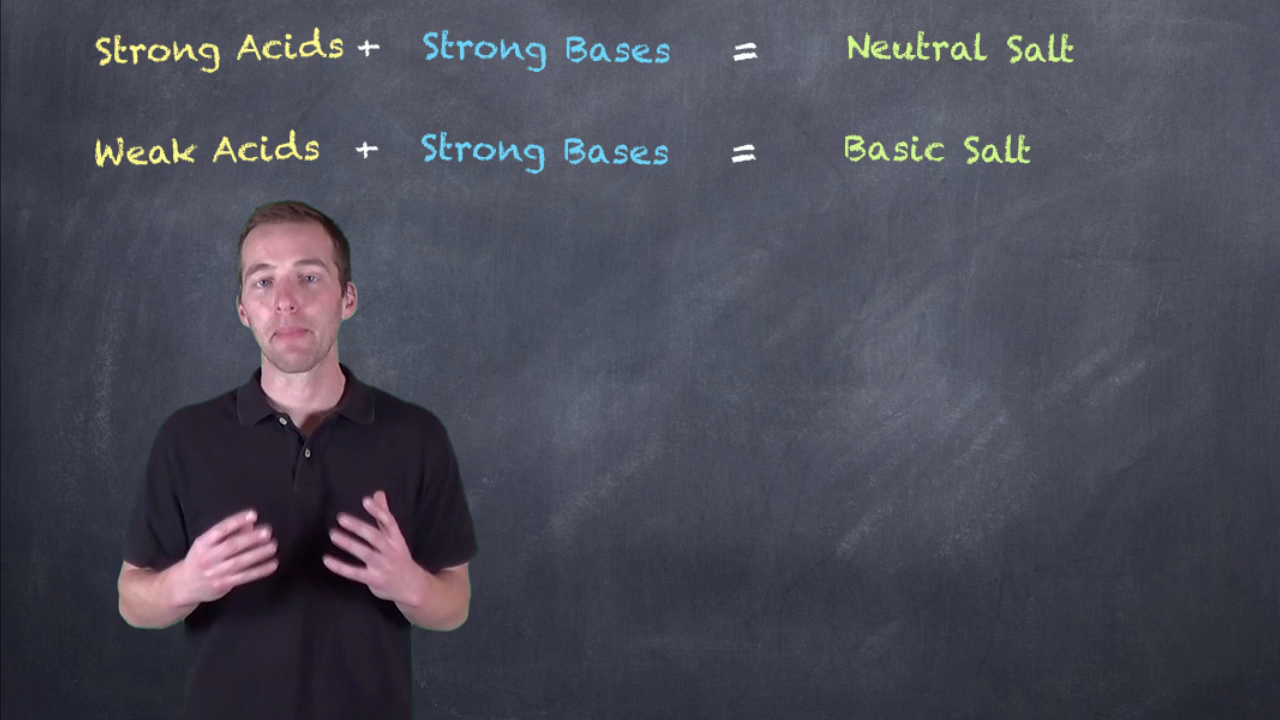 Strong Acids + Strong Bases = Neutral Salt
Weak Acids + Strong Bases = Basic Salt